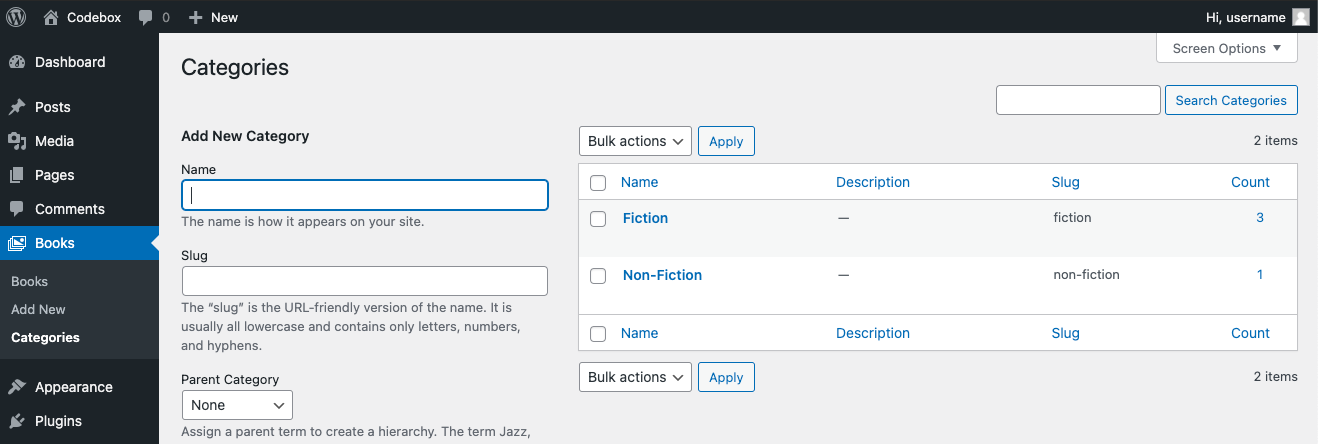 Codebox 0 New Hi, username
Dashboard
Posts
Media
Pages
Comments
Books
Books
Add New
Categories
Appearance
Plugins
Screen Options ▼
Categories
Search Categories
Add New Category
Name
The name is how it appears on your site.
Slug
The “slug” is the URL-friendly version of the name. It is
usually all lowercase and contains only letters, numbers,
and hyphens.
Parent Category
None
Assign a parent term to create a hierarchy. The term Jazz,
Bulk actions Apply 2 items
Name Description Slug Count
Fiction — fiction 3
Non-Fiction — non-fiction 1
Name Description Slug Count
Bulk actions Apply 2 items